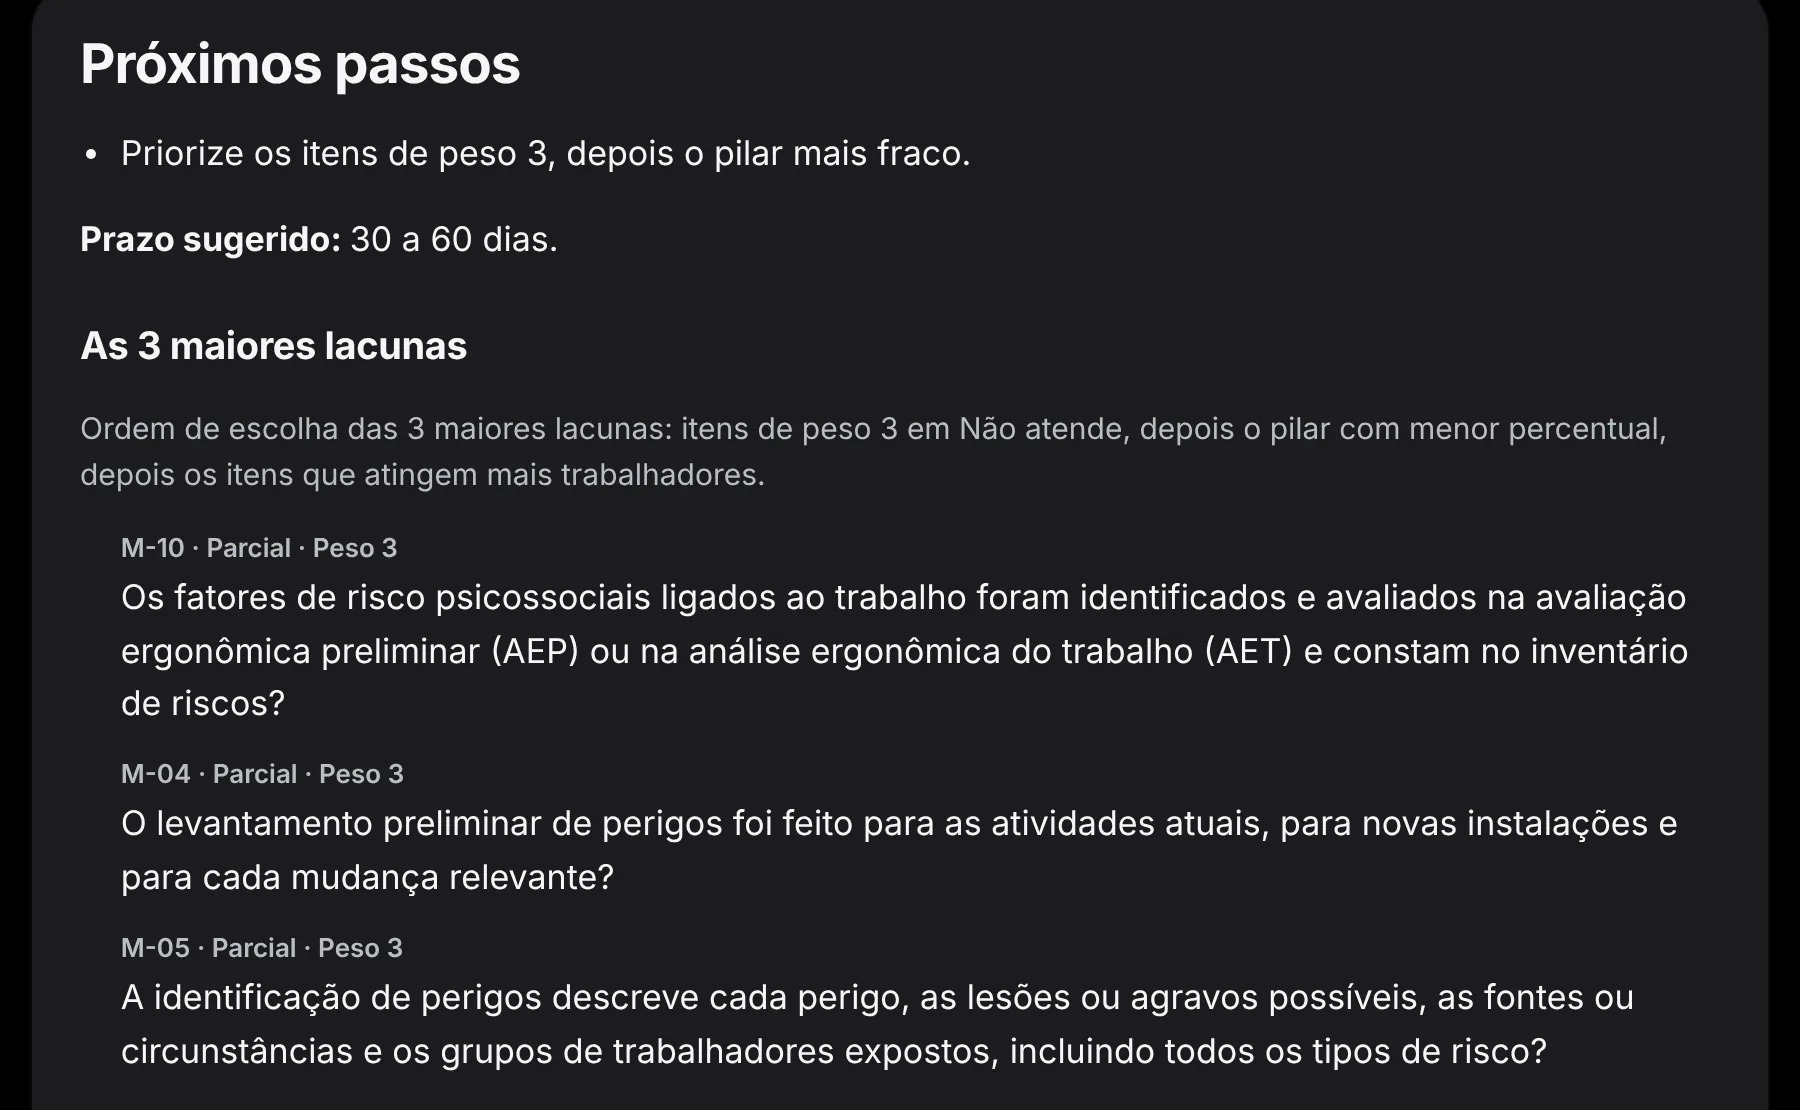 Próximos passos
• Priorize os itens de peso 3, depois o pilar mais fraco.
Prazo sugerido: 30 a 60 dias.
As 3 maiores lacunas
Ordem de escolha das 3 maiores lacunas: itens de peso 3 em Não atende, depois o pilar com menor percentual,
depois os itens que atingem mais trabalhadores.
M-10 · Parcial · Peso 3
Os fatores de risco psicossociais ligados ao trabalho foram identificados e avaliados na avaliação
ergonômica preliminar (AEP) ou na análise ergonômica do trabalho (AET) e constam no inventário
de riscos?
M-04 · Parcial · Peso 3
O levantamento preliminar de perigos foi feito para as atividades atuais, para novas instalações e
para cada mudança relevante?
M-05 · Parcial · Peso 3
A identificação de perigos descreve cada perigo, as lesões ou agravos possíveis, as fontes ou
circunstâncias e os grupos de trabalhadores expostos, incluindo todos os tipos de risco?